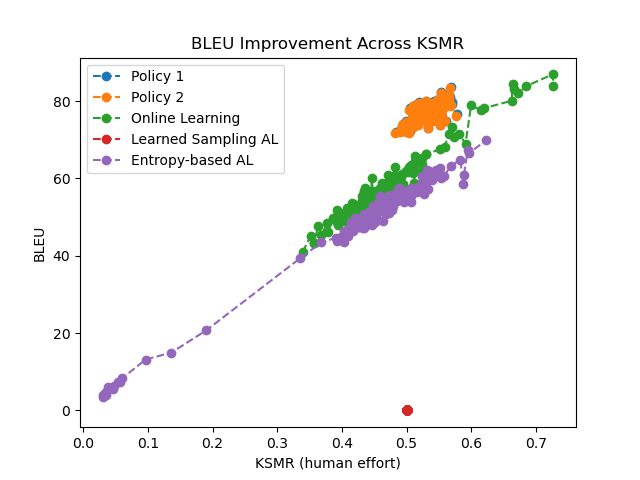 BLEU Improvement Across KSMR
Policy 1
Policy 2
Online Learning
Learned Sampling AL
Entropy-based AL
BLEU
80
60
40
20
0
0.0 0.1 0.2 0.3 0.4 0.5 0.6 0.7
KSMR (human effort)